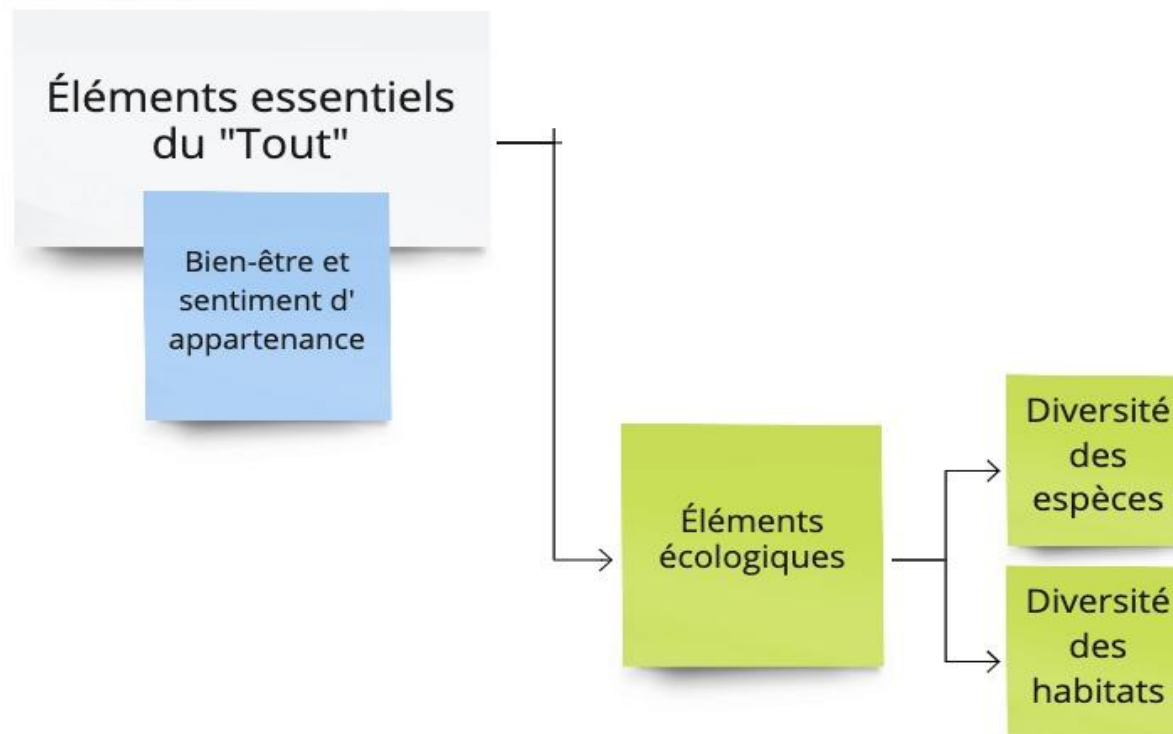 Éléments essentiels
du "Tout"
Bien-être et
sentiment d'
appartenance
Éléments
écologiques
Diversité
des
espèces
Diversité
des
habitats